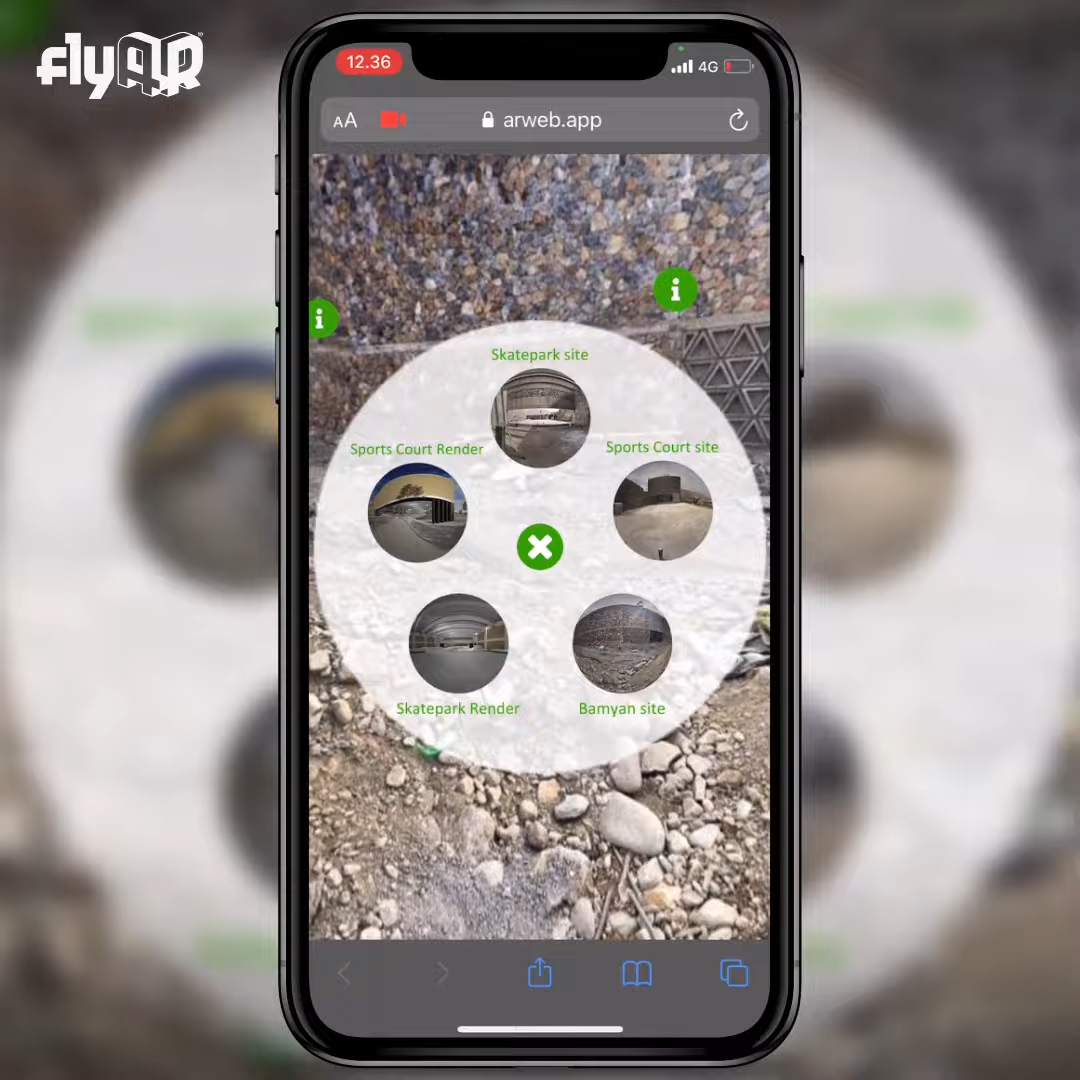 flyAR
12.36
4G
AA
arweb.app
i
i
Skatepark site
Sports Court Render
Sports Court site
Skatepark Render
Bamyan site